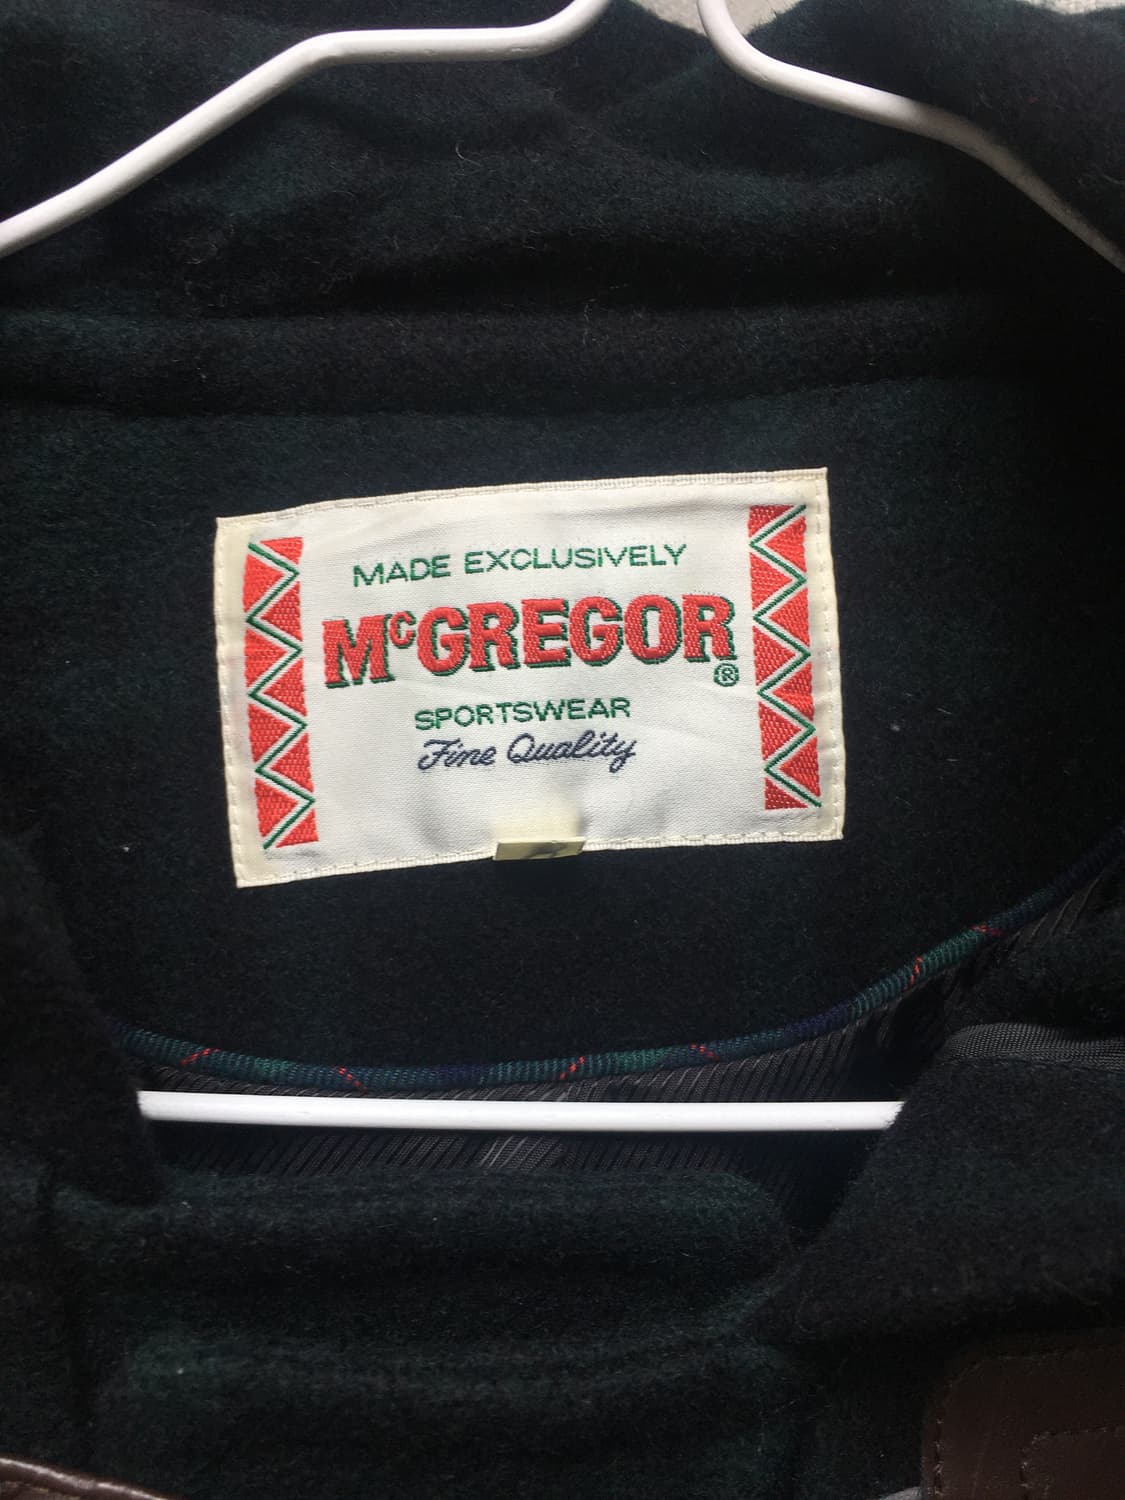 MADE EXCLUSIVELY
McGREGOR®
SPORTSWEAR
Fine Quality